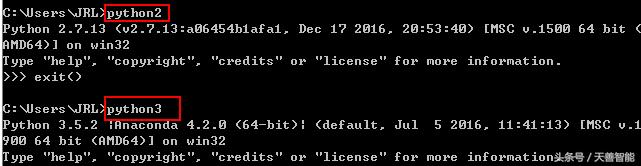 C:\Users\JRL>python2
Python 2.7.13 (v2.7.13:a06454b1afa1, Dec 17 2016, 20:53:40) [MSC v.1500 64 bit (
AMD64)] on win32
Type "help", "copyright", "credits" or "license" for more information.
>>> exit()
C:\Users\JRL>python3
Python 3.5.2 |Anaconda 4.2.0 (64-bit)| (default, Jul  5 2016, 11:41:13) [MSC v.1
900 64 bit (AMD64)] on win32
Type "help", "copyright", "credits" or "license" for more information.
头条号 / 天善智能